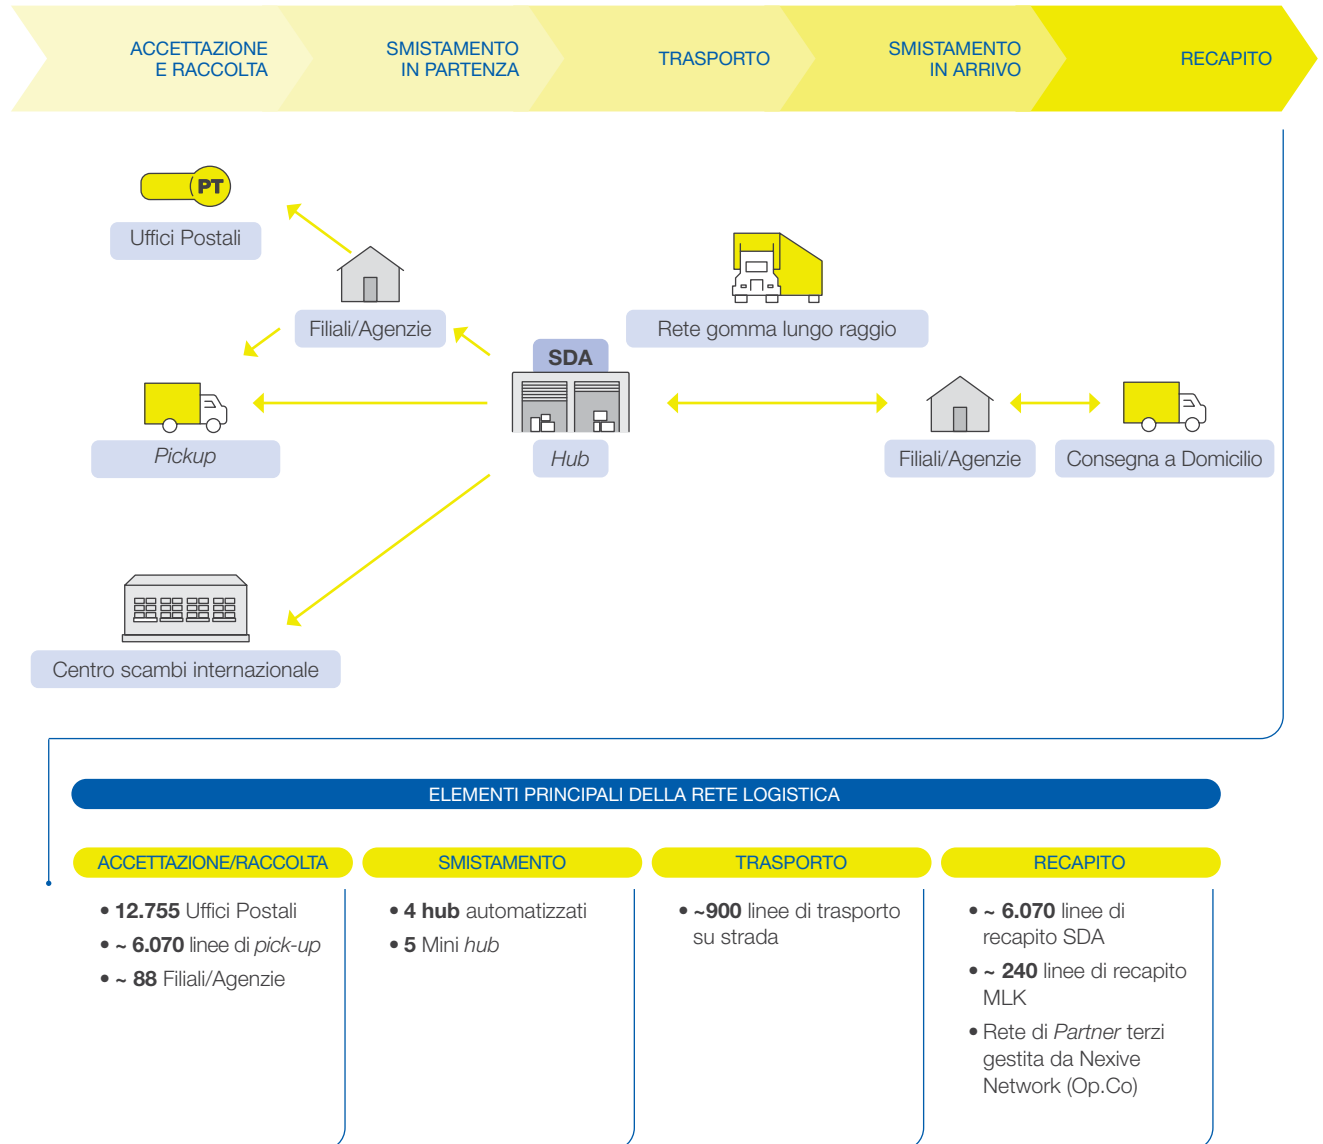 ACCETTAZIONE
E RACCOLTA
SMISTAMENTO
IN PARTENZA
TRASPORTO
SMISTAMENTO
IN ARRIVO
RECAPITO
PT
Uffici Postali
Filiali/Agenzie
Rete gomma lungo raggio
SDA
Pickup
Hub
Filiali/Agenzie
Consegna a Domicilio
Centro scambi internazionale
ELEMENTI PRINCIPALI DELLA RETE LOGISTICA
ACCETTAZIONE/RACCOLTA
• 12.755 Uffici Postali
• ~ 6.070 linee di pick-up
• ~ 88 Filiali/Agenzie
SMISTAMENTO
• 4 hub automatizzati
• 5 Mini hub
TRASPORTO
• ~900 linee di trasporto
su strada
RECAPITO
• ~ 6.070 linee di
recapito SDA
• ~ 240 linee di recapito
MLK
• Rete di Partner terzi
gestita da Nexive
Network (Op.Co)